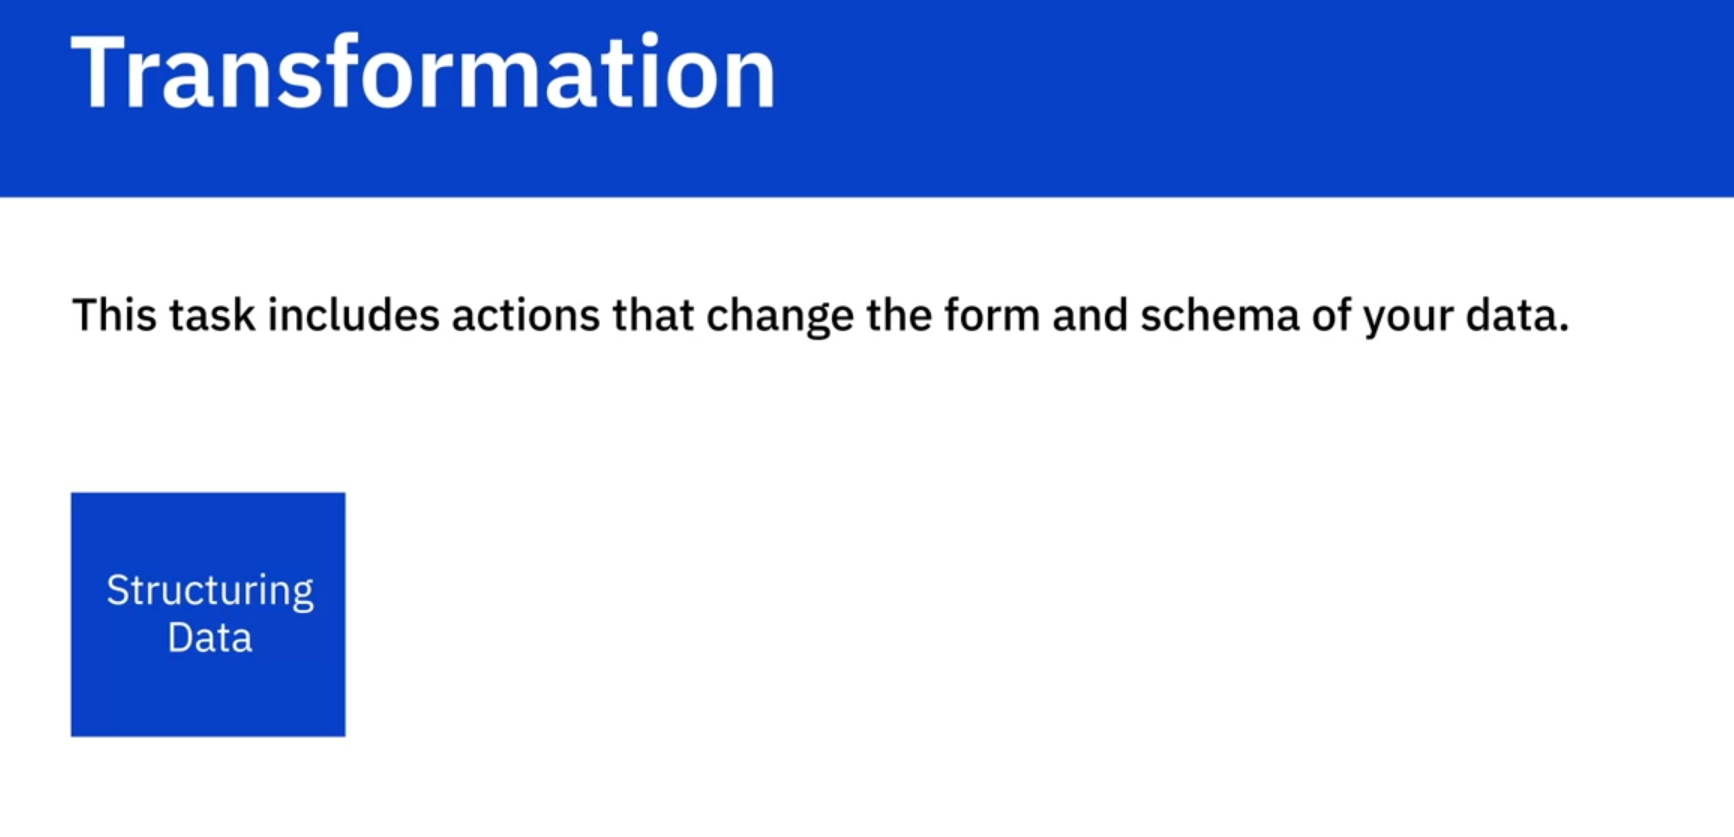 Transformation
This task includes actions that change the form and schema of your data.
Structuring
Data